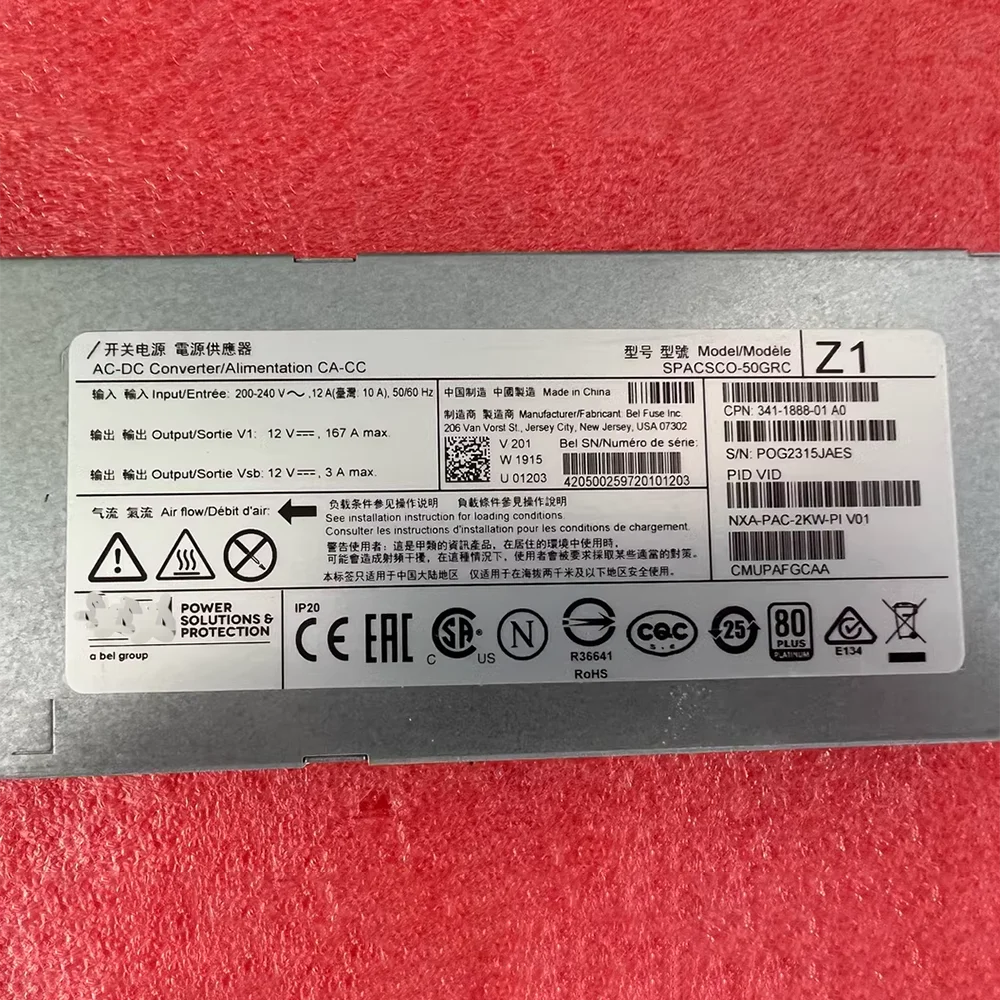 开关电源 電源供應器
AC-DC Converter/Alimentation CA-CC
型号 型號 Model/Modèle
SPACSCO-50GRC
Z1
输入 輸入 Input/Entrée: 200-240 V～, 12 A(臺灣: 10 A), 50/60 Hz
输出 輸出 Output/Sortie V1: 12 V⎓, 167 A max.
输出 輸出 Output/Sortie Vsb: 12 V⎓, 3 A max.
中国制造 中國製造 Made in China
制造商 製造商 Manufacturer/Fabricant Bel Fuse Inc.
206 Van Vorst St., Jersey City, New Jersey, USA 07302
V 201
W 1915
U 01203
Bel SN/Numéro de série:
420500259720101203
CPN: 341-1888-01 A0
S/N: POG2315JAES
PID VID
NXA-PAC-2KW-PI V01
CMUPAFGCAA
气流 氣流 Air flow/Débit d'air:
负载条件参见操作说明 負載條件參見操作說明
See installation instruction for loading conditions.
Consulter les instructions d'installation pour les conditions de chargement.
警告使用者: 這是甲類的資訊產品，在居住的環境中使用時，
可能會造成射頻干擾，在這種情況下，使用者會被要求採取某些適當的對策。
本标签只适用于中国大陆地区 仅适用于在海拔两千米及以下地区安全使用。
POWER
SOLUTIONS &
PROTECTION
a bel group
IP20
CE
EAC
C SA® US
N
R36641
RoHS
CQC
25
80
PLUS
PLATINUM
E134